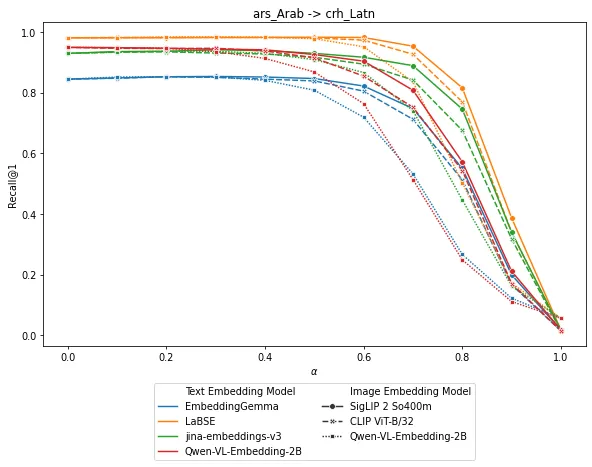 ars_Arab -> crh_Latn
Recall@1
1.0
0.8
0.6
0.4
0.2
0.0
0.0 0.2 0.4 0.6 0.8 1.0
α
Text Embedding Model Image Embedding Model
EmbeddingGemma SigLIP 2 So400m
LaBSE CLIP ViT-B/32
jina-embeddings-v3 Qwen-VL-Embedding-2B
Qwen-VL-Embedding-2B